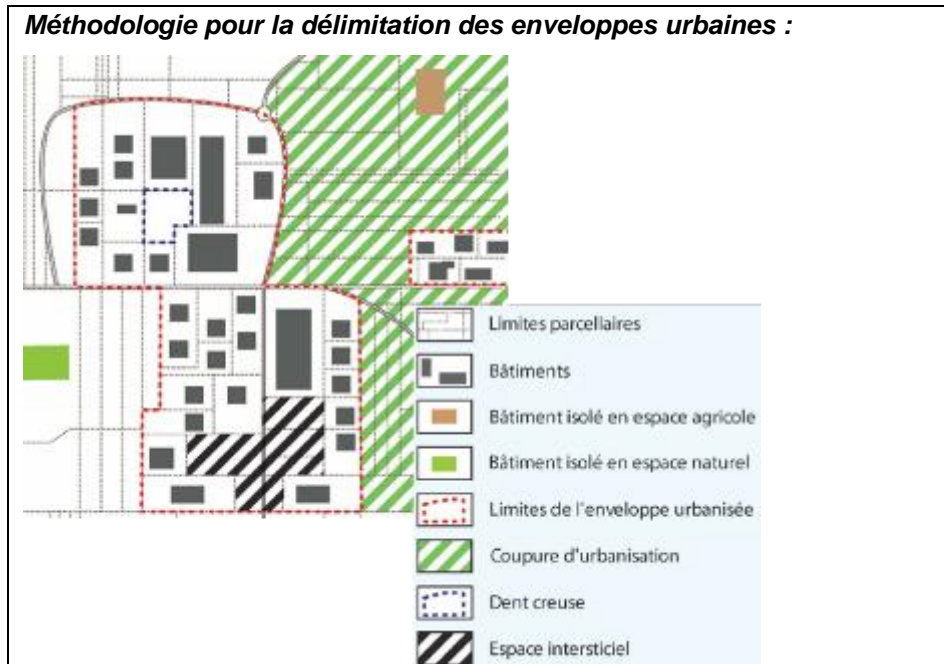 Méthodologie pour la délimitation des enveloppes urbaines :
Limites parcellaires
Bâtiments
Bâtiment isolé en espace agricole
Bâtiment isolé en espace naturel
Limites de l'enveloppe urbanisée
Coupure d'urbanisation
Dent creuse
Espace intersticiel